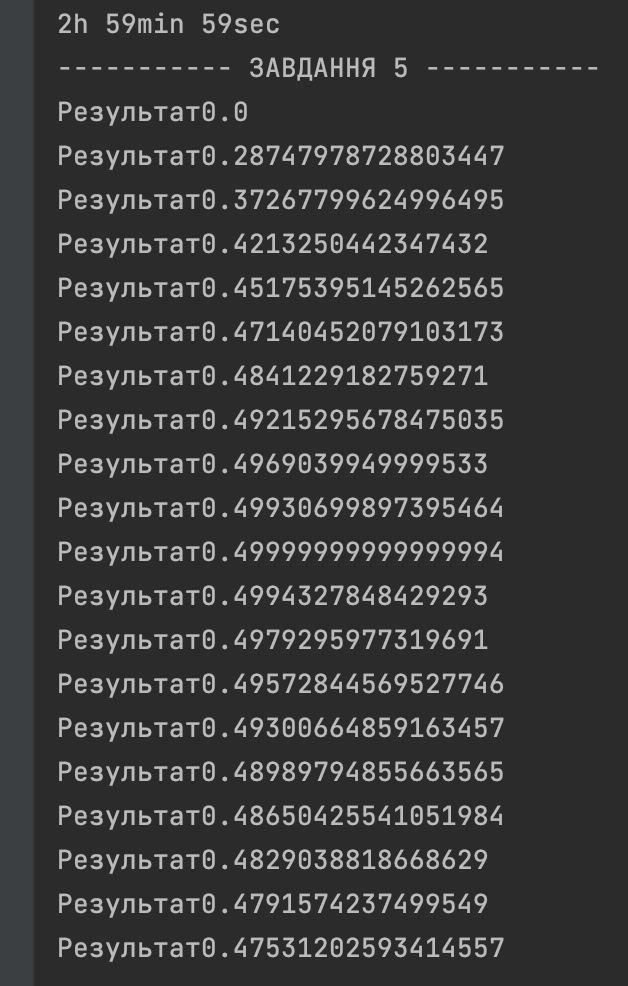 2h 59min 59sec
----------- ЗАВДАННЯ 5 -----------
Результат0.0
Результат0.28747978728803447
Результат0.37267799624996495
Результат0.4213250442347432
Результат0.45175395145262565
Результат0.47140452079103173
Результат0.4841229182759271
Результат0.49215295678475035
Результат0.4969039949999533
Результат0.49930699897395464
Результат0.49999999999999994
Результат0.4994327848429293
Результат0.4979295977319691
Результат0.49572844569527746
Результат0.49300664859163457
Результат0.48989794855663565
Результат0.48650425541051984
Результат0.4829038818668629
Результат0.4791574237499549
Результат0.47531202593414557